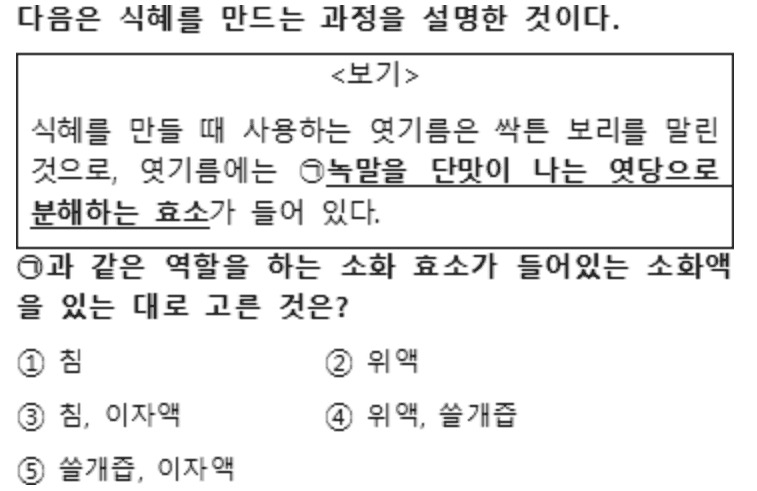 다음은 식혜를 만드는 과정을 설명한 것이다.
<보기>
식혜를 만들 때 사용하는 엿기름은 싹튼 보리를 말린
것으로, 엿기름에는 ㉠녹말을 단맛이 나는 엿당으로
분해하는 효소가 들어 있다.
㉠과 같은 역할을 하는 소화 효소가 들어있는 소화액
을 있는 대로 고른 것은?
① 침 ② 위액
③ 침, 이자액 ④ 위액, 쓸개즙
⑤ 쓸개즙, 이자액